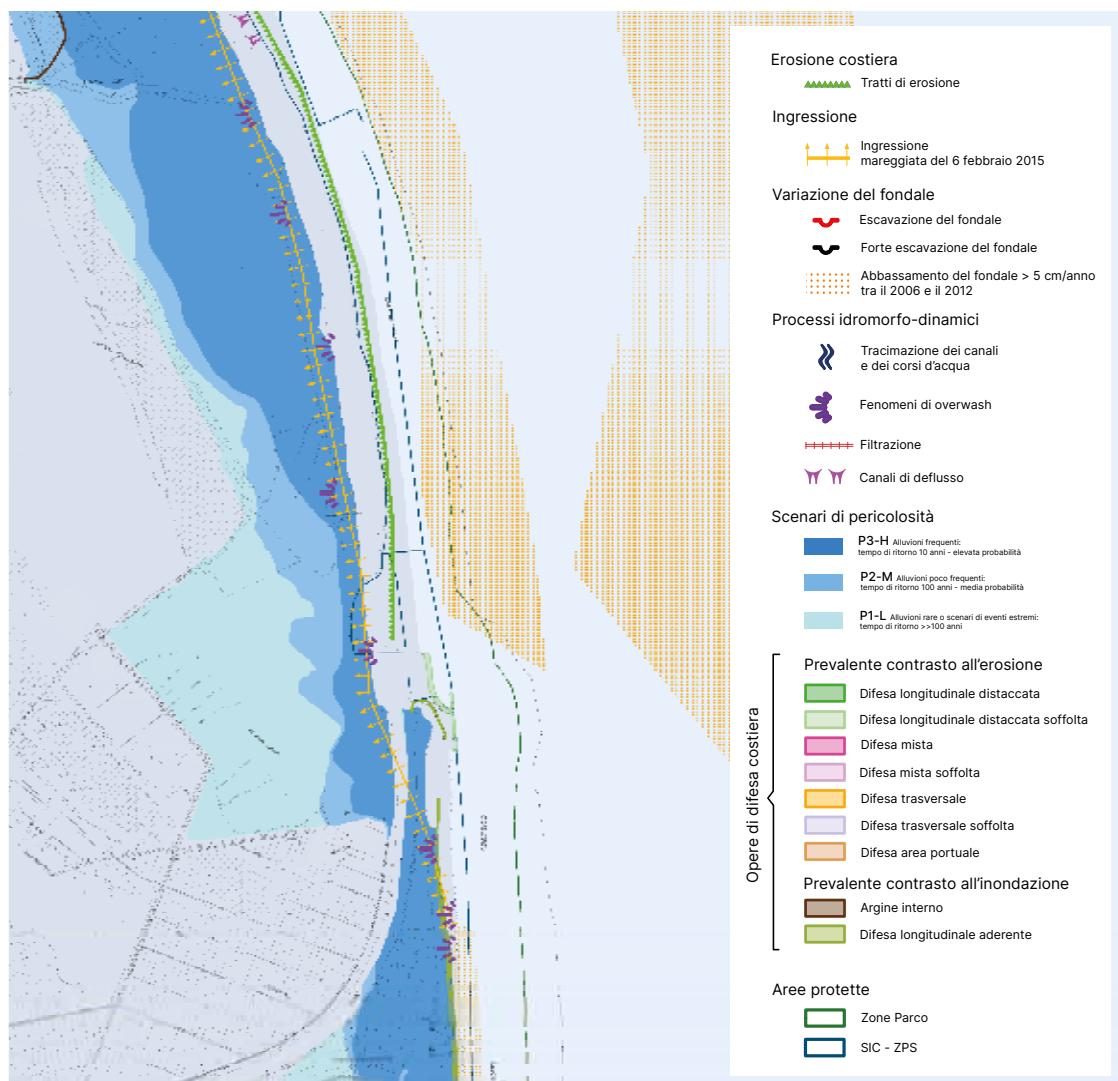 Erosione costiera
Tratti di erosione
Ingressione
Ingressione
mareggiata del 6 febbraio 2015
Variazione del fondale
Escavazione del fondale
Forte escavazione del fondale
Abbassamento del fondale > 5 cm/anno
tra il 2006 e il 2012
Processi idromorfo-dinamici
Tracimazione dei canali
e dei corsi d'acqua
Fenomeni di overwash
Filtrazione
Canali di deflusso
Scenari di pericolosità
P3-H Alluvioni frequenti:
tempo di ritorno 10 anni - elevata probabilità
P2-M Alluvioni poco frequenti:
tempo di ritorno 100 anni - media probabilità
P1-L Alluvioni rare o scenari di eventi estremi:
tempo di ritorno >>100 anni
Opere di difesa costiera
Prevalente contrasto all'erosione
Difesa longitudinale distaccata
Difesa longitudinale distaccata soffolta
Difesa mista
Difesa mista soffolta
Difesa trasversale
Difesa trasversale soffolta
Difesa area portuale
Prevalente contrasto all'inondazione
Argine interno
Difesa longitudinale aderente
Aree protette
Zone Parco
SIC - ZPS